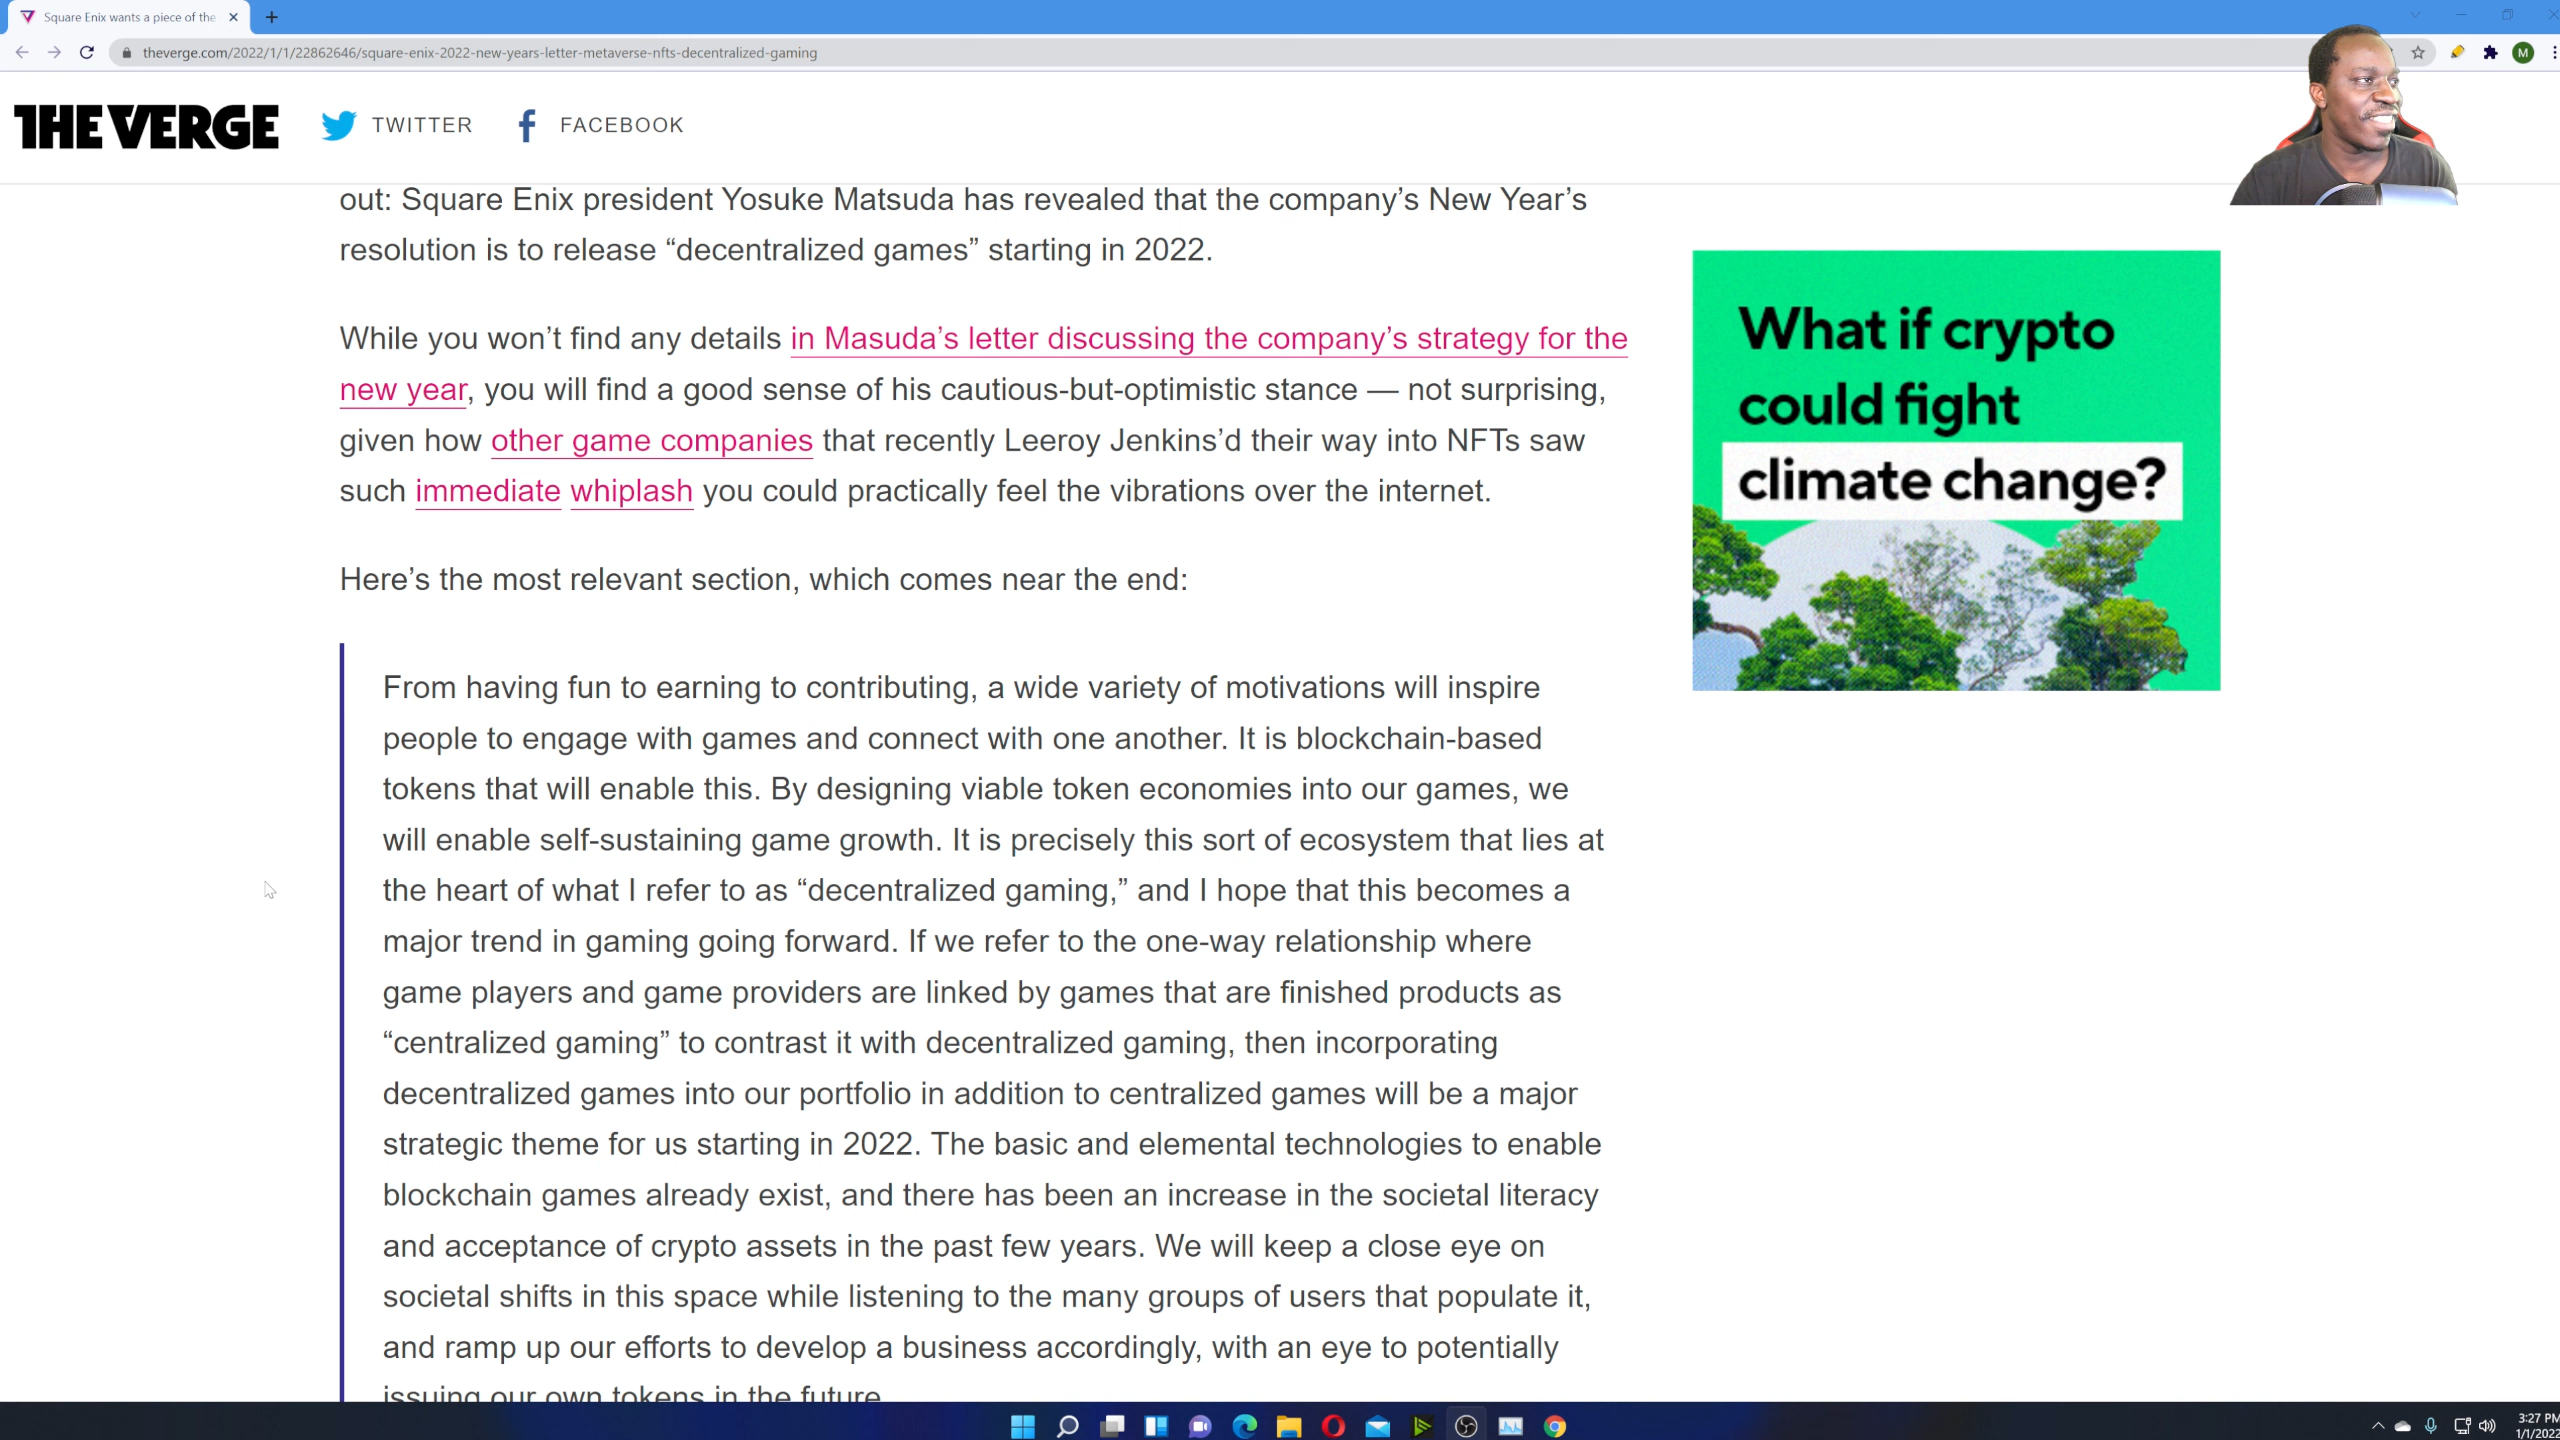 Square Enix wants a piece of the
theverge.com/2022/1/1/22862646/square-enix-2022-new-years-letter-metaverse-nfts-decentralized-gaming
M
THE VERGE TWITTER FACEBOOK
out: Square Enix president Yosuke Matsuda has revealed that the company’s New Year’s
resolution is to release “decentralized games” starting in 2022.
While you won’t find any details in Masuda’s letter discussing the company’s strategy for the
new year, you will find a good sense of his cautious-but-optimistic stance — not surprising,
given how other game companies that recently Leeroy Jenkins’d their way into NFTs saw
such immediate whiplash you could practically feel the vibrations over the internet.
Here’s the most relevant section, which comes near the end:
From having fun to earning to contributing, a wide variety of motivations will inspire
people to engage with games and connect with one another. It is blockchain-based
tokens that will enable this. By designing viable token economies into our games, we
will enable self-sustaining game growth. It is precisely this sort of ecosystem that lies at
the heart of what I refer to as “decentralized gaming,” and I hope that this becomes a
major trend in gaming going forward. If we refer to the one-way relationship where
game players and game providers are linked by games that are finished products as
“centralized gaming” to contrast it with decentralized gaming, then incorporating
decentralized games into our portfolio in addition to centralized games will be a major
strategic theme for us starting in 2022. The basic and elemental technologies to enable
blockchain games already exist, and there has been an increase in the societal literacy
and acceptance of crypto assets in the past few years. We will keep a close eye on
societal shifts in this space while listening to the many groups of users that populate it,
and ramp up our efforts to develop a business accordingly, with an eye to potentially
issuing our own tokens in the future
What if crypto
could fight
climate change?
3:27 PM
1/1/2022